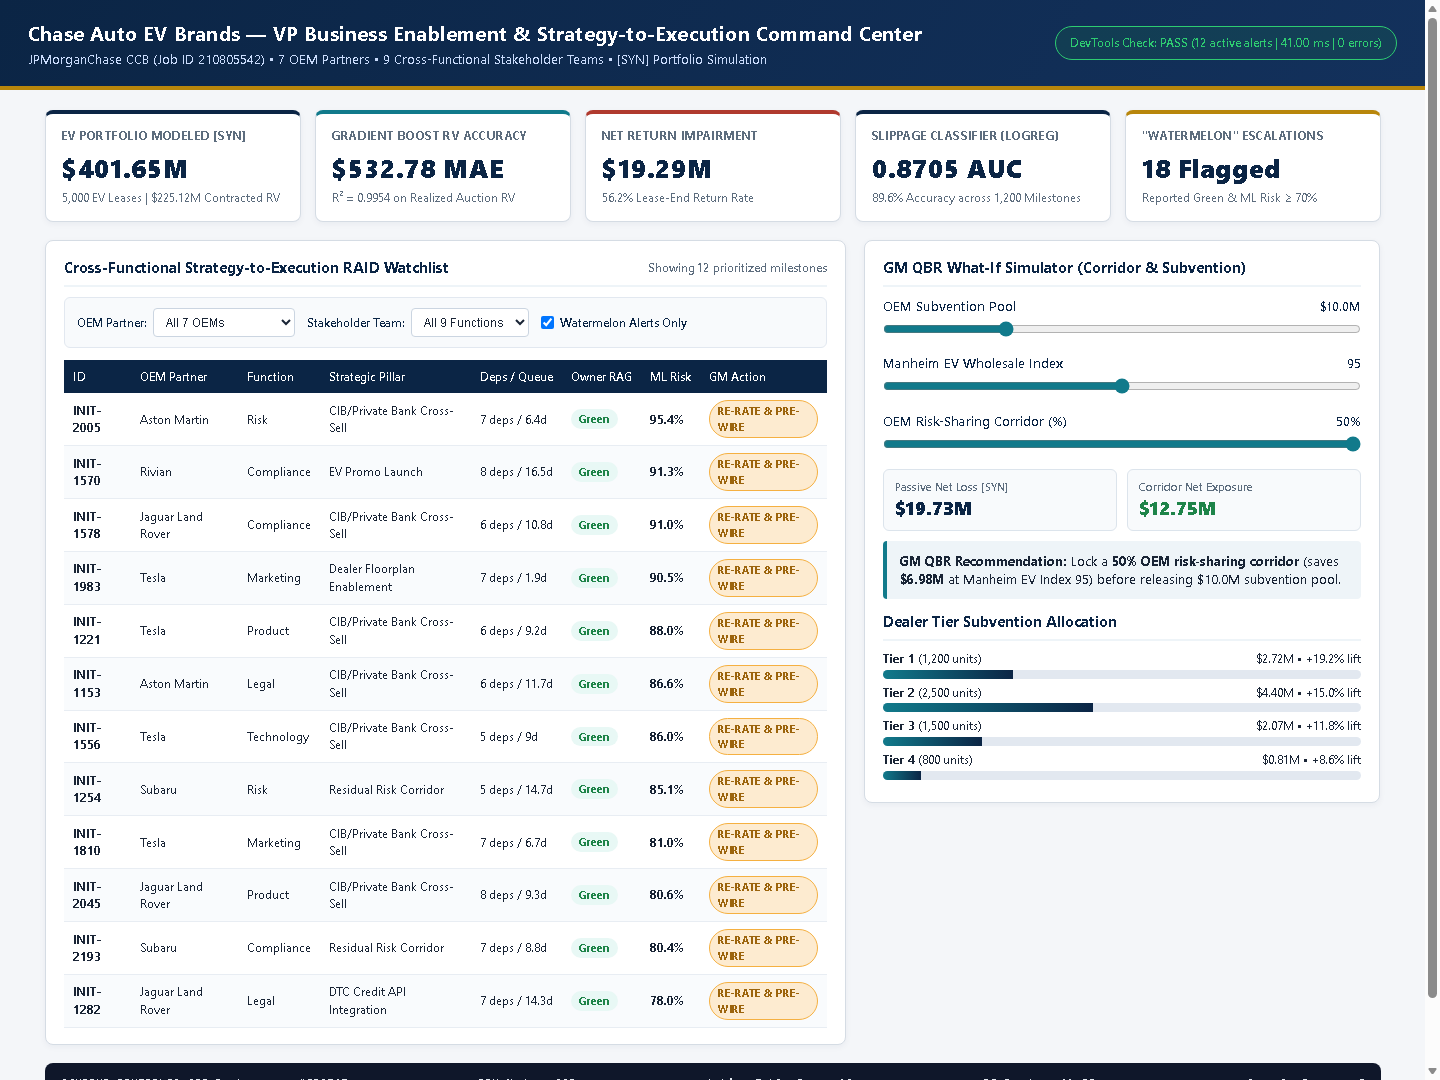 Chase Auto EV Brands — VP Business Enablement & Strategy-to-Execution Command Center
JPMorganChase CCB (Job ID 210805542) • 7 OEM Partners • 9 Cross-Functional Stakeholder Teams • [SYN] Portfolio Simulation
DevTools Check: PASS (12 active alerts | 41.00 ms | 0 errors)
EV PORTFOLIO MODELED [SYN]
$401.65M
5,000 EV Leases | $225.12M Contracted RV
GRADIENT BOOST RV ACCURACY
$532.78 MAE
R² = 0.9954 on Realized Auction RV
NET RETURN IMPAIRMENT
$19.29M
56.2% Lease-End Return Rate
SLIPPAGE CLASSIFIER (LOGREG)
0.8705 AUC
89.6% Accuracy across 1,200 Milestones
"WATERMELON" ESCALATIONS
18 Flagged
Reported Green & ML Risk ≥ 70%
Cross-Functional Strategy-to-Execution RAID Watchlist
Showing 12 prioritized milestones
OEM Partner: All 7 OEMs Stakeholder Team: All 9 Functions Watermelon Alerts Only
ID OEM Partner Function Strategic Pillar Deps / Queue Owner RAG ML Risk GM Action
INIT-2005 Aston Martin Risk CIB/Private Bank Cross-Sell 7 deps / 6.4d Green 95.4% RE-RATE & PRE-WIRE
INIT-1570 Rivian Compliance EV Promo Launch 8 deps / 16.5d Green 91.3% RE-RATE & PRE-WIRE
INIT-1578 Jaguar Land Rover Compliance CIB/Private Bank Cross-Sell 6 deps / 10.8d Green 91.0% RE-RATE & PRE-WIRE
INIT-1983 Tesla Marketing Dealer Floorplan Enablement 7 deps / 1.9d Green 90.5% RE-RATE & PRE-WIRE
INIT-1221 Tesla Product CIB/Private Bank Cross-Sell 6 deps / 9.2d Green 88.0% RE-RATE & PRE-WIRE
INIT-1153 Aston Martin Legal CIB/Private Bank Cross-Sell 6 deps / 11.7d Green 86.6% RE-RATE & PRE-WIRE
INIT-1556 Tesla Technology CIB/Private Bank Cross-Sell 5 deps / 9d Green 86.0% RE-RATE & PRE-WIRE
INIT-1254 Subaru Risk Residual Risk Corridor 5 deps / 14.7d Green 85.1% RE-RATE & PRE-WIRE
INIT-1810 Tesla Marketing CIB/Private Bank Cross-Sell 7 deps / 6.7d Green 81.0% RE-RATE & PRE-WIRE
INIT-2045 Jaguar Land Rover Product CIB/Private Bank Cross-Sell 8 deps / 9.3d Green 80.6% RE-RATE & PRE-WIRE
INIT-2193 Subaru Compliance Residual Risk Corridor 7 deps / 8.8d Green 80.4% RE-RATE & PRE-WIRE
INIT-1282 Jaguar Land Rover Legal DTC Credit API Integration 7 deps / 14.3d Green 78.0% RE-RATE & PRE-WIRE
GM QBR What-If Simulator (Corridor & Subvention)
OEM Subvention Pool $10.0M
Manheim EV Wholesale Index 95
OEM Risk-Sharing Corridor (%) 50%
Passive Net Loss [SYN]
$19.73M
Corridor Net Exposure
$12.75M
GM QBR Recommendation: Lock a 50% OEM risk-sharing corridor (saves
$6.98M at Manheim EV Index 95) before releasing $10.0M subvention pool.
Dealer Tier Subvention Allocation
Tier 1 (1,200 units) $2.72M • +19.2% lift
Tier 2 (2,500 units) $4.40M • +15.0% lift
Tier 3 (1,500 units) $2.07M • +11.8% lift
Tier 4 (800 units) $0.81M • +8.6% lift